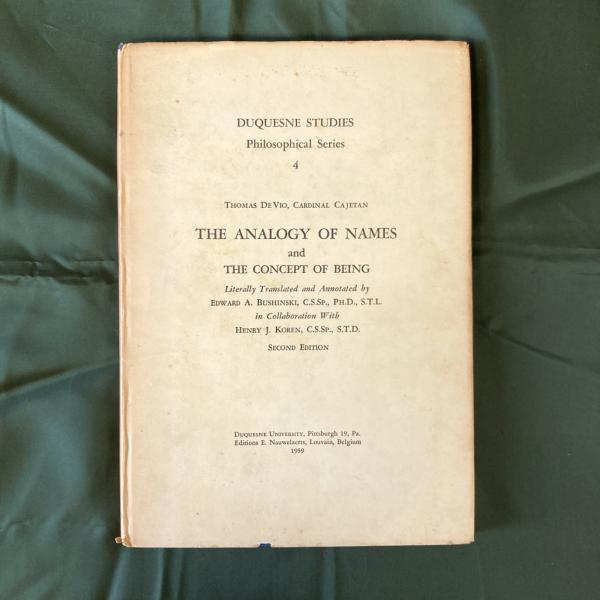 DUQUESNE STUDIES
Philosophical Series
4
THOMAS DE VIO, CARDINAL CAJETAN
THE ANALOGY OF NAMES
and
THE CONCEPT OF BEING
Literally Translated and Annotated by
EDWARD A. BUSHINSKI, C.S.SP., PH.D., S.T.L.
in Collaboration With
HENRY J. KOREN, C.S.SP., S.T.D.
SECOND EDITION
DUQUESNE UNIVERSITY, Pittsburgh 19, Pa.
Editions E. Nauwelaerts, Louvain, Belgium
1959